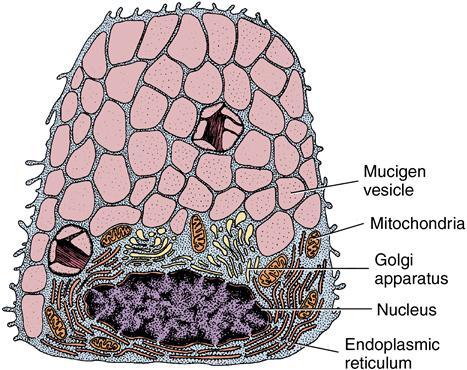 Mucigen
vesicle
Mitochondria
Golgi
apparatus
Nucleus
Endoplasmic
reticulum